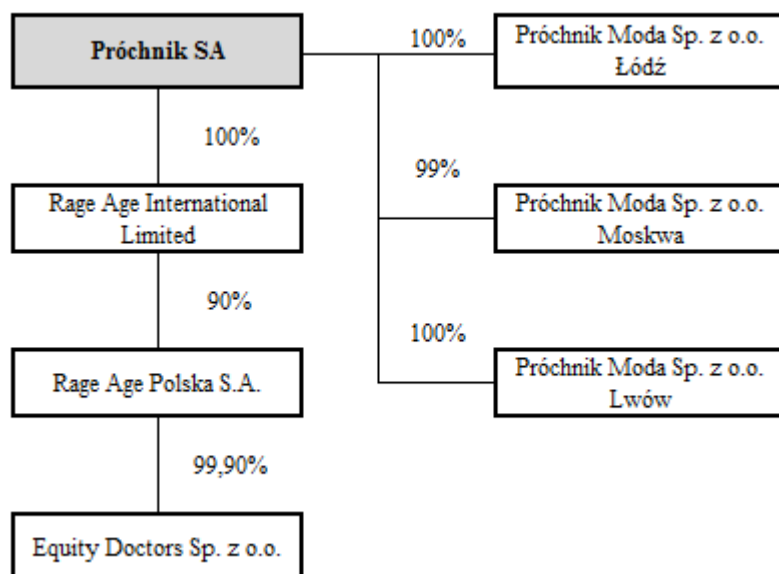 Próchnik SA
100%
Próchnik Moda Sp. z o.o.
Łódź
100%
99%
Rage Age International
Limited
Próchnik Moda Sp. z o.o.
Moskwa
90%
100%
Rage Age Polska S.A.
Próchnik Moda Sp. z o.o.
Lwów
99,90%
Equity Doctors Sp. z o.o.